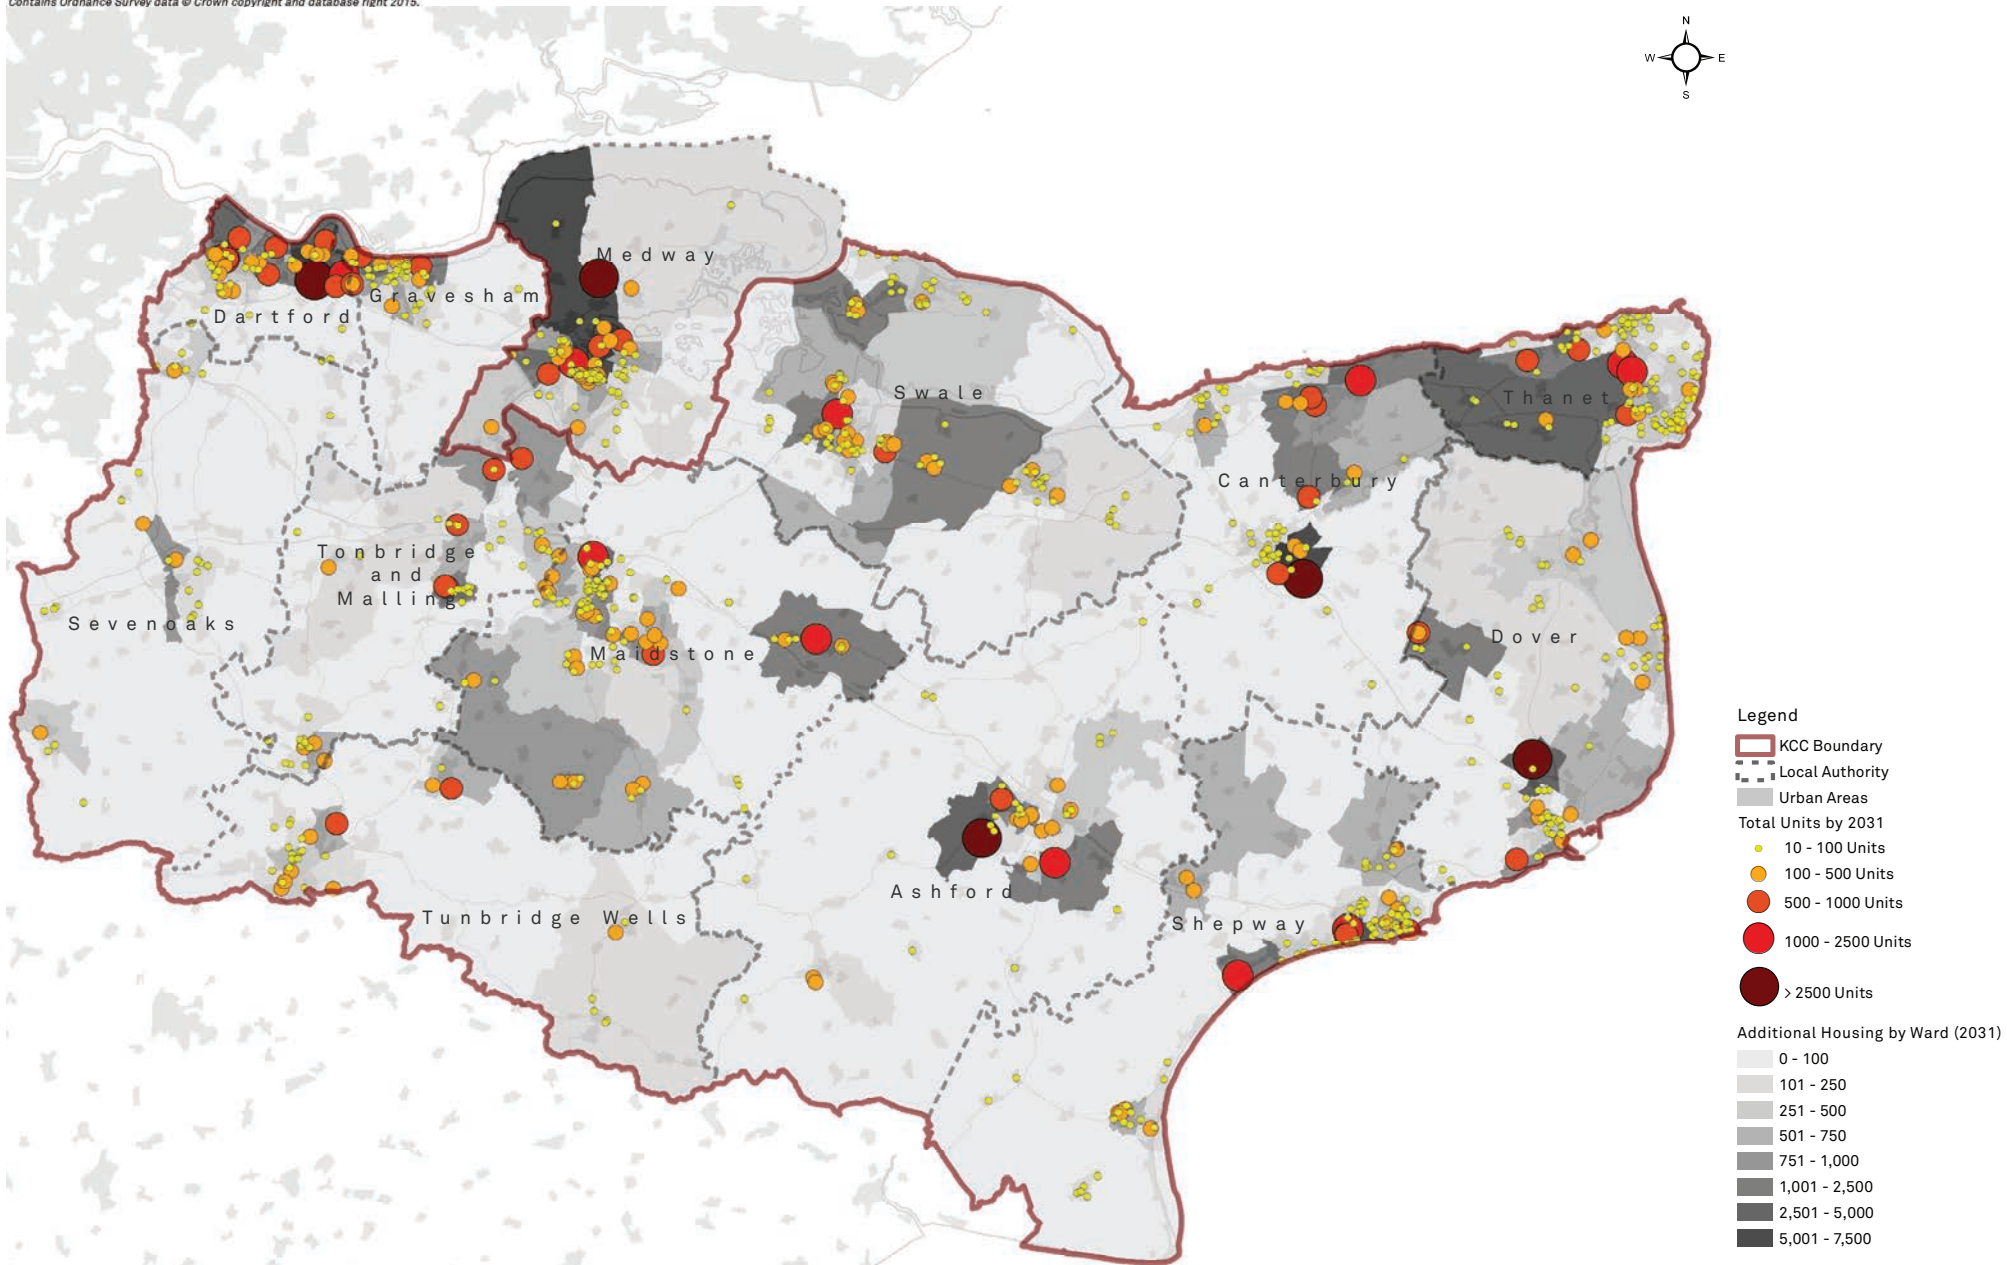 Contains Ordnance Survey data © Crown copyright and database right 2015.
N
W
E
S
Medway
Gravesham
Dartford
Swale
Thanet
Canterbury
Tonbridge
and
Malling
Sevenoaks
Maidstone
Dover
Ashford
Tunbridge Wells
Shepway
Legend
KCC Boundary
Local Authority
Urban Areas
Total Units by 2031
10 - 100 Units
100 - 500 Units
500 - 1000 Units
1000 - 2500 Units
> 2500 Units
Additional Housing by Ward (2031)
0 - 100
101 - 250
251 - 500
501 - 750
751 - 1,000
1,001 - 2,500
2,501 - 5,000
5,001 - 7,500